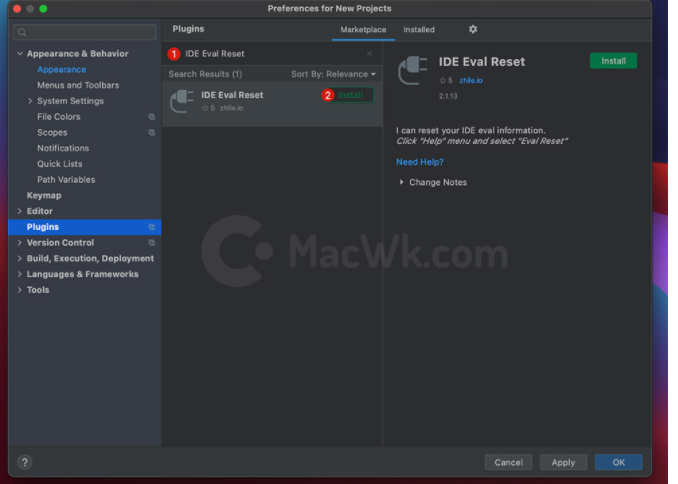 Preferences for New Projects
Plugins
Marketplace
Installed
Appearance & Behavior
Appearance
Menus and Toolbars
System Settings
File Colors
Scopes
Notifications
Quick Lists
Path Variables
Keymap
Editor
Plugins
Version Control
Build, Execution, Deployment
Languages & Frameworks
Tools
1 IDE Eval Reset
Search Results (1) Sort By: Relevance
IDE Eval Reset
2 Install
5 zhile.io
IDE Eval Reset
Install
5 zhile.io
2.1.13
I can reset your IDE eval information.
Click "Help" menu and select "Eval Reset"
Need Help?
Change Notes
MacWk.com
?
Cancel
Apply
OK